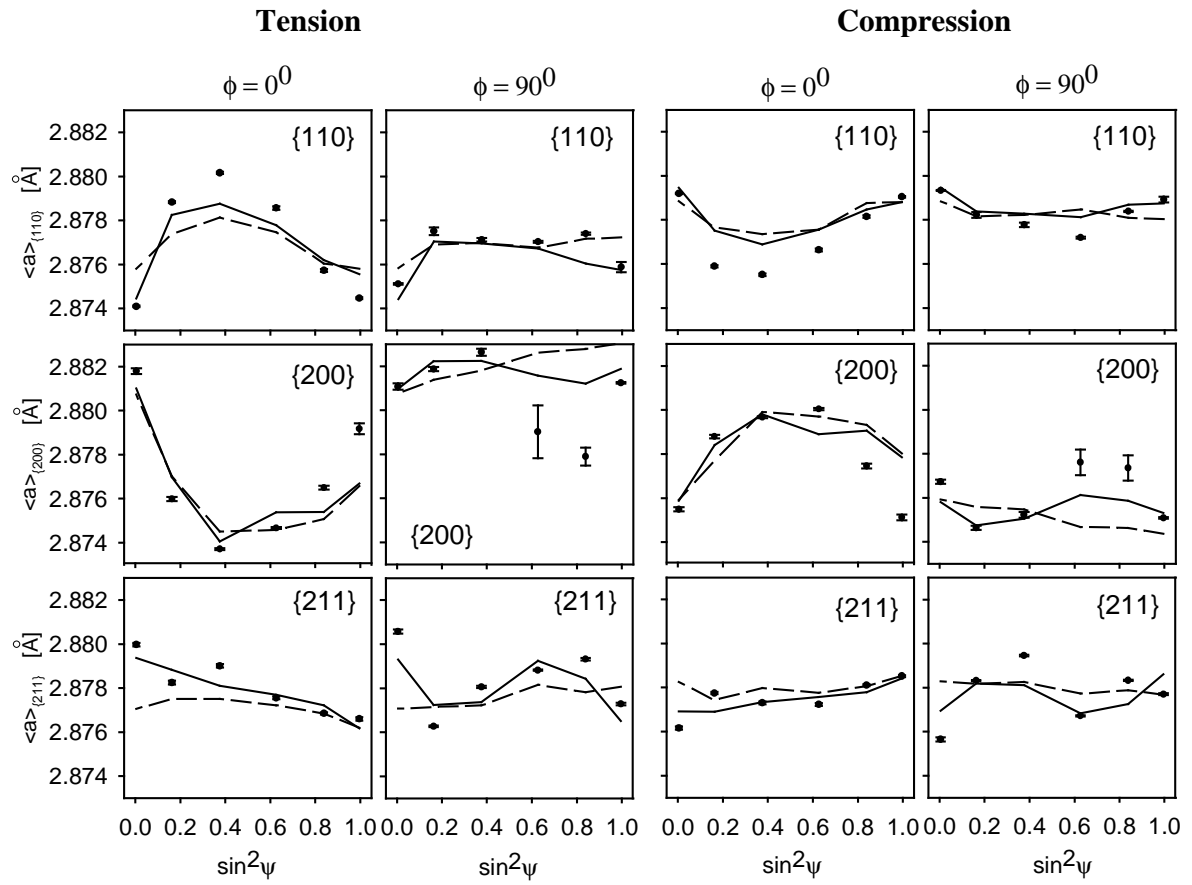 Tension Compression
ϕ = 0⁰ ϕ = 90⁰ ϕ = 0⁰ ϕ = 90⁰
<a>{110} [Å]
2.882
2.880
2.878
2.876
2.874
{110} {110} {110} {110}
<a>{200} [Å]
2.882
2.880
2.878
2.876
2.874
{200} {200} {200} {200}
<a>{211} [Å]
2.882
2.880
2.878
2.876
2.874
{211} {211} {211} {211}
0.0 0.2 0.4 0.6 0.8 1.0 0.0 0.2 0.4 0.6 0.8 1.0 0.0 0.2 0.4 0.6 0.8 1.0 0.0 0.2 0.4 0.6 0.8 1.0
sin²ψ sin²ψ sin²ψ sin²ψ